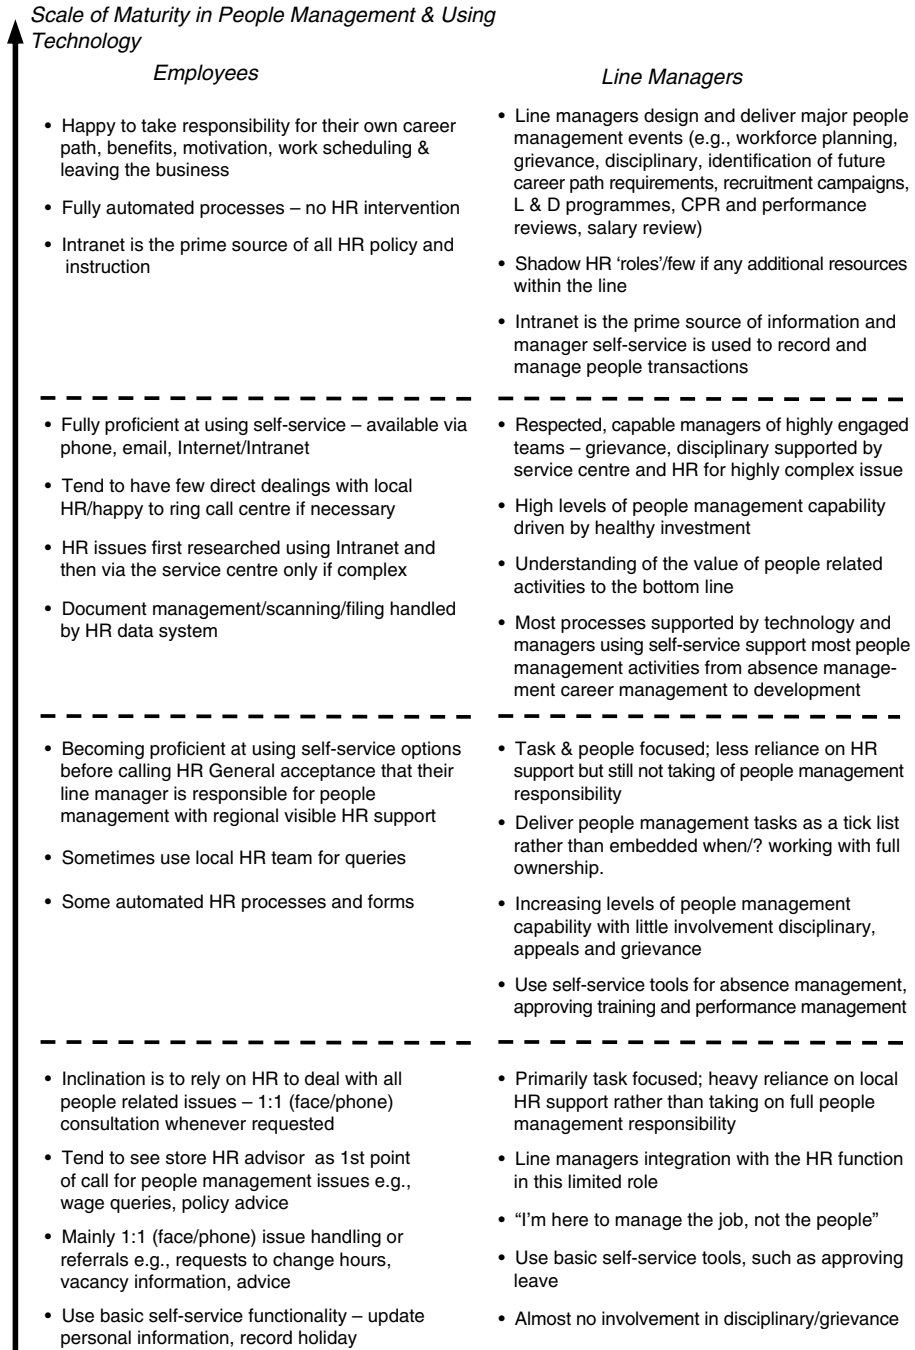 Scale of Maturity in People Management & Using
Technology
Employees
• Happy to take responsibility for their own career
path, benefits, motivation, work scheduling &
leaving the business
• Fully automated processes – no HR intervention
• Intranet is the prime source of all HR policy and
instruction
Line Managers
• Line managers design and deliver major people
management events (e.g., workforce planning,
grievance, disciplinary, identification of future
career path requirements, recruitment campaigns,
L & D programmes, CPR and performance
reviews, salary review)
• Shadow HR ‘roles’/few if any additional resources
within the line
• Intranet is the prime source of information and
manager self-service is used to record and
manage people transactions
• Fully proficient at using self-service – available via
phone, email, Internet/Intranet
• Tend to have few direct dealings with local
HR/happy to ring call centre if necessary
• HR issues first researched using Intranet and
then via the service centre only if complex
• Document management/scanning/filing handled
by HR data system
• Respected, capable managers of highly engaged
teams – grievance, disciplinary supported by
service centre and HR for highly complex issue
• High levels of people management capability
driven by healthy investment
• Understanding of the value of people related
activities to the bottom line
• Most processes supported by technology and
managers using self-service support most people
management activities from absence manage-
ment career management to development
• Becoming proficient at using self-service options
before calling HR General acceptance that their
line manager is responsible for people
management with regional visible HR support
• Sometimes use local HR team for queries
• Some automated HR processes and forms
• Task & people focused; less reliance on HR
support but still not taking of people management
responsibility
• Deliver people management tasks as a tick list
rather than embedded when/? working with full
ownership.
• Increasing levels of people management
capability with little involvement disciplinary,
appeals and grievance
• Use self-service tools for absence management,
approving training and performance management
• Inclination is to rely on HR to deal with all
people related issues – 1:1 (face/phone)
consultation whenever requested
• Tend to see store HR advisor as 1st point
of call for people management issues e.g.,
wage queries, policy advice
• Mainly 1:1 (face/phone) issue handling or
referrals e.g., requests to change hours,
vacancy information, advice
• Use basic self-service functionality – update
personal information, record holiday
• Primarily task focused; heavy reliance on local
HR support rather than taking on full people
management responsibility
• Line managers integration with the HR function
in this limited role
• “I’m here to manage the job, not the people”
• Use basic self-service tools, such as approving
leave
• Almost no involvement in disciplinary/grievance